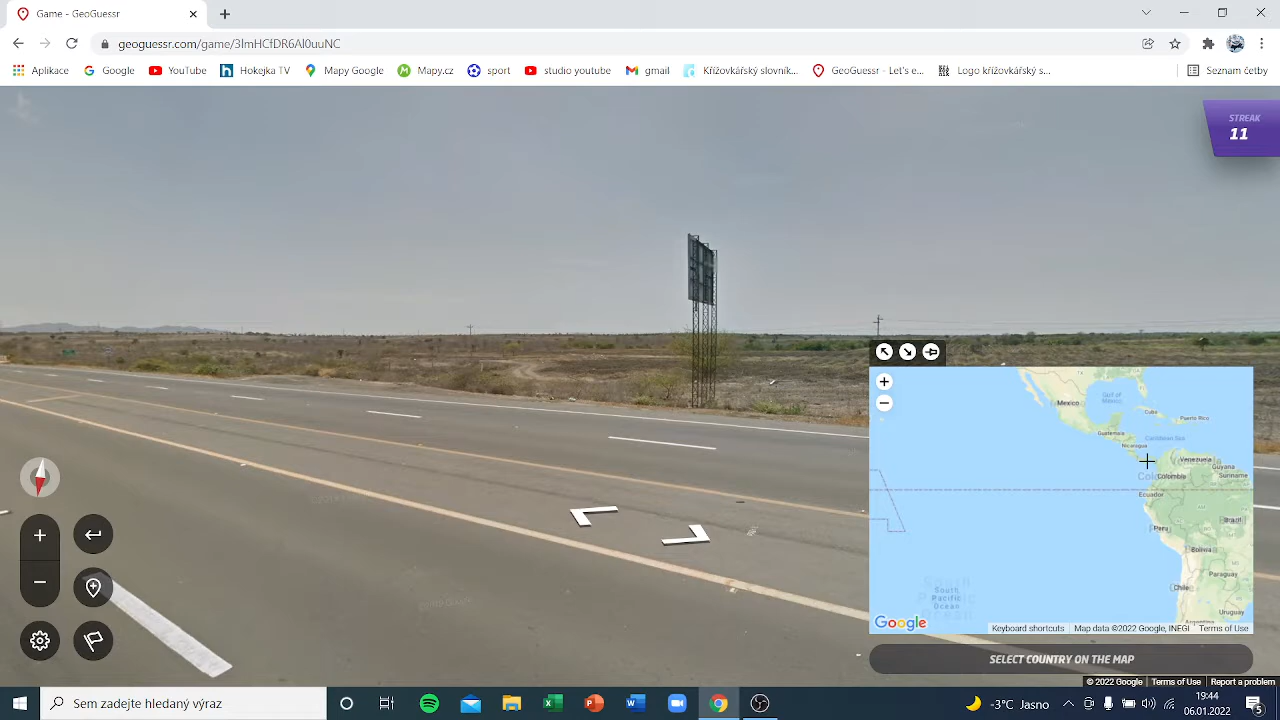 Game - GeoGuessr
geoguessr.com/game/3ImHCfDR6Al0uuNC
Aplikace
Google
YouTube
Hokejka TV
Mapy Google
Mapy.cz
sport
studio youtube
gmail
Křížovkářský slovník...
GeoGuessr - Let's e...
Logo křížovkářský s...
Seznam četby
STREAK
11
Mexico
Gulf of
Mexico
Cuba
Puerto Rico
Guatemala
Caribbean Sea
Nicaragua
Venezuela
Guyana
Colombia
Suriname
Ecuador
Peru
Brazil
Bolivia
Paraguay
Chile
South
Pacific
Ocean
Uruguay
Argentina
Google
Keyboard shortcuts
Map data ©2022 Google, INEGI
Terms of Use
SELECT COUNTRY ON THE MAP
© 2022 Google
Terms of Use
Report a problem
Sem zadejte hledaný výraz
-3°C Jasno
19:44
06.01.2022